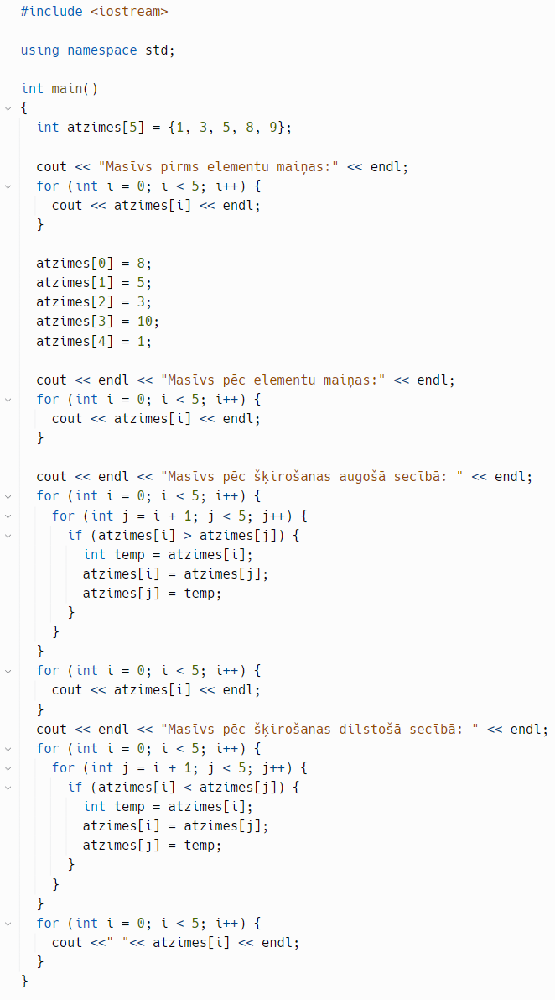 #include <iostream>
using namespace std;
int main()
{
int atzimes[5] = {1, 3, 5, 8, 9};
cout << "Masīvs pirms elementu maiņas:" << endl;
for (int i = 0; i < 5; i++) {
cout << atzimes[i] << endl;
}
atzimes[0] = 8;
atzimes[1] = 5;
atzimes[2] = 3;
atzimes[3] = 10;
atzimes[4] = 1;
cout << endl << "Masīvs pēc elementu maiņas:" << endl;
for (int i = 0; i < 5; i++) {
cout << atzimes[i] << endl;
}
cout << endl << "Masīvs pēc šķirošanas augošā secībā: " << endl;
for (int i = 0; i < 5; i++) {
for (int j = i + 1; j < 5; j++) {
if (atzimes[i] > atzimes[j]) {
int temp = atzimes[i];
atzimes[i] = atzimes[j];
atzimes[j] = temp;
}
}
}
for (int i = 0; i < 5; i++) {
cout << atzimes[i] << endl;
}
cout << endl << "Masīvs pēc šķirošanas dilstošā secībā: " << endl;
for (int i = 0; i < 5; i++) {
for (int j = i + 1; j < 5; j++) {
if (atzimes[i] < atzimes[j]) {
int temp = atzimes[i];
atzimes[i] = atzimes[j];
atzimes[j] = temp;
}
}
}
for (int i = 0; i < 5; i++) {
cout <<" "<< atzimes[i] << endl;
}
}